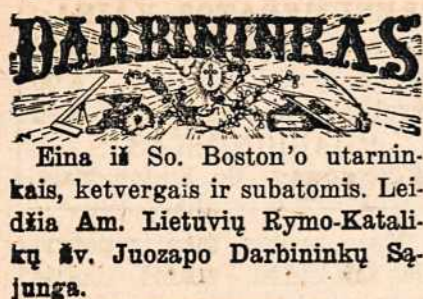 DARBININKAS
Eina iš So. Boston'o utarnin-
kais, ketvergais ir subatomis. Lei-
džia Am. Lietuvių Rymo-Katali-
kų šv. Juozapo Darbininkų Są-
junga.